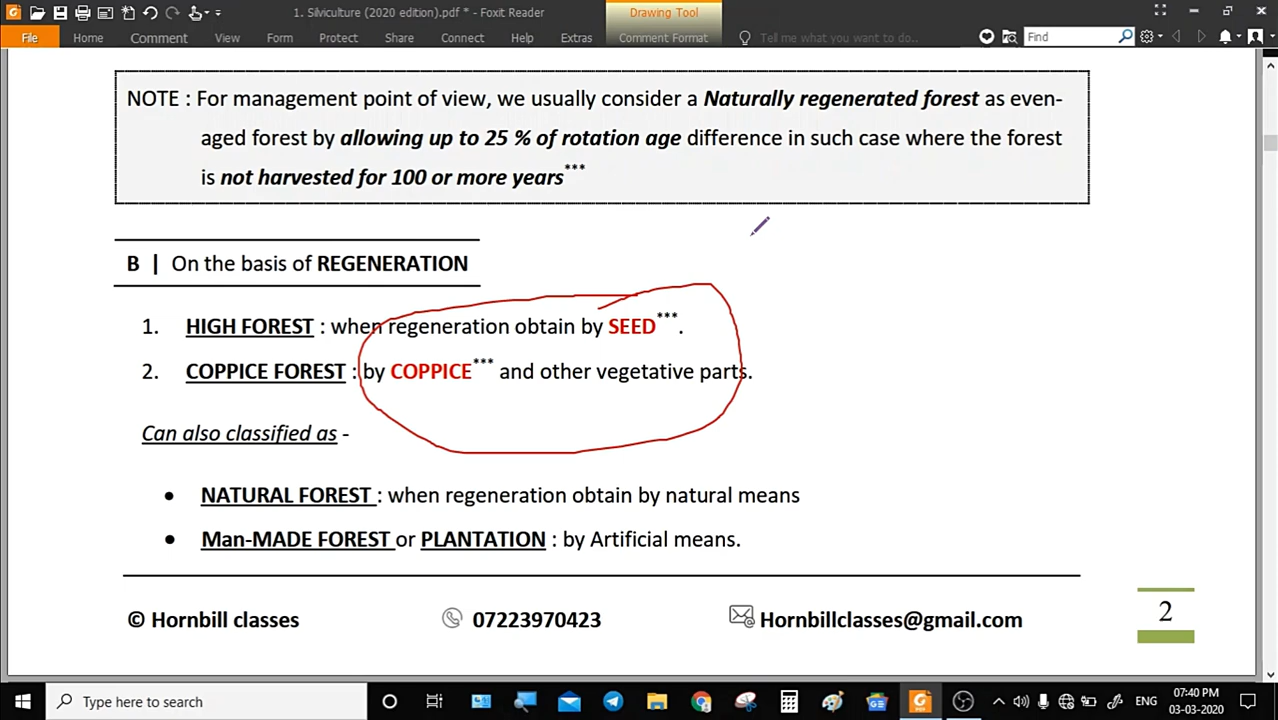 1. Silviculture (2020 edition).pdf * - Foxit Reader
Drawing Tool
File Home Comment View Form Protect Share Connect Help Extras Comment Format Tell me what you want to do.. Find
NOTE : For management point of view, we usually consider a Naturally regenerated forest as even-
aged forest by allowing up to 25 % of rotation age difference in such case where the forest
is not harvested for 100 or more years***
B | On the basis of REGENERATION
1. HIGH FOREST : when regeneration obtain by SEED***.
2. COPPICE FOREST : by COPPICE*** and other vegetative parts.
Can also classified as -
• NATURAL FOREST : when regeneration obtain by natural means
• Man-MADE FOREST or PLANTATION : by Artificial means.
© Hornbill classes 07223970423 Hornbillclasses@gmail.com 2
Type here to search ENG 07:40 PM
03-03-2020